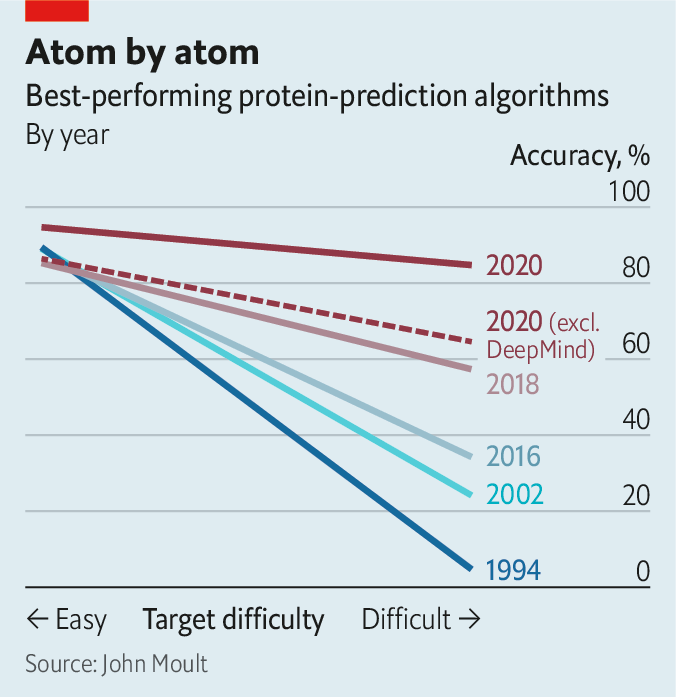 Atom by atom
Best-performing protein-prediction algorithms
By year
Accuracy, %
100
2020
80
2020 (excl.
DeepMind)
60
2018
40
2016
2002
20
1994
0
← Easy Target difficulty Difficult →
Source: John Moult